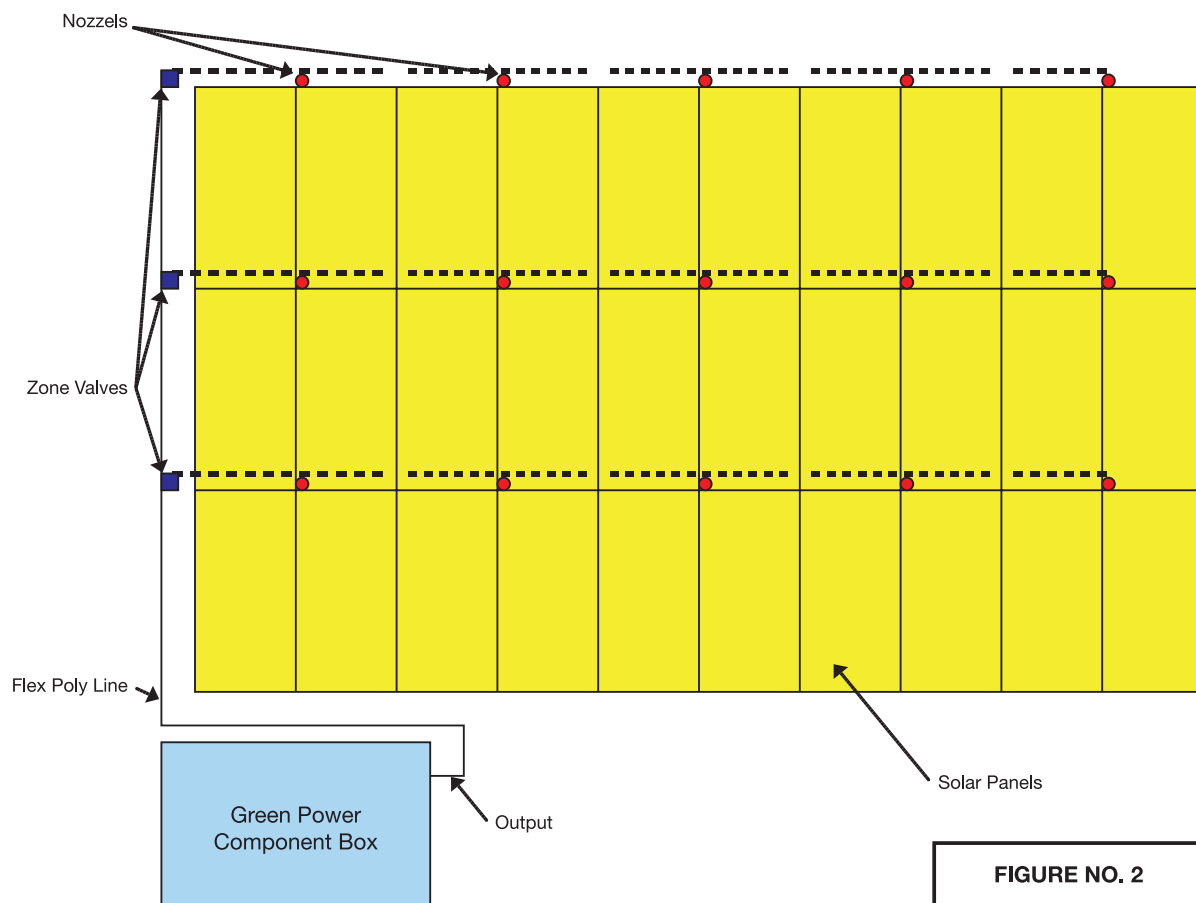 Nozzels
Zone Valves
Flex Poly Line
Solar Panels
Green Power
Component Box
Output
FIGURE NO. 2